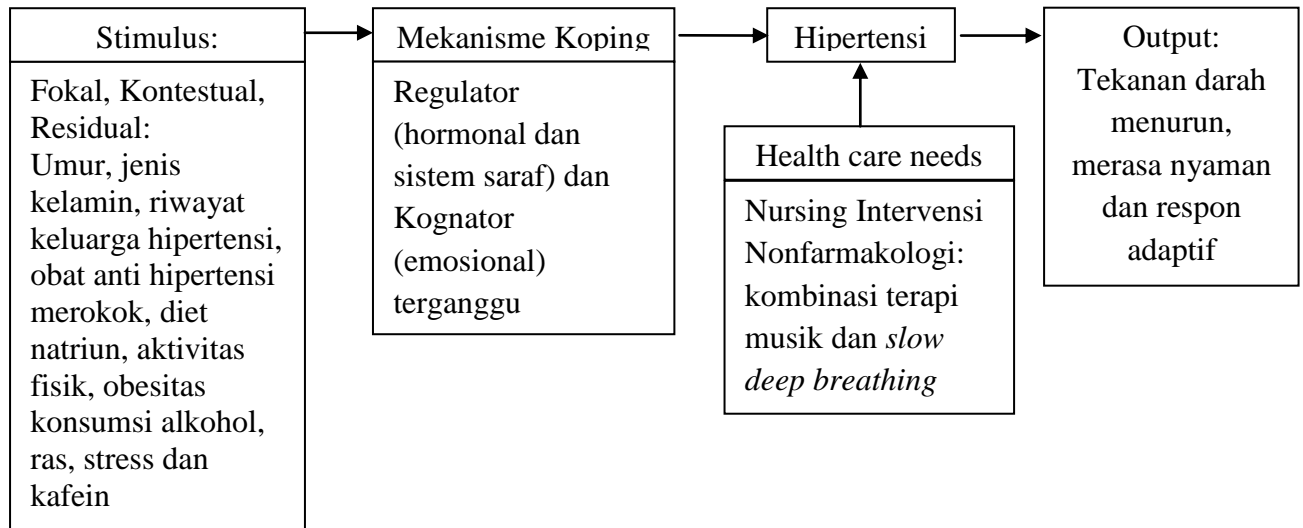 Stimulus:
Fokal, Kontestual,
Residual:
Umur, jenis
kelamin, riwayat
keluarga hipertensi,
obat anti hipertensi
merokok, diet
natriun, aktivitas
fisik, obesitas
konsumsi alkohol,
ras, stress dan
kafein
Mekanisme Koping
Regulator
(hormonal dan
sistem saraf) dan
Kognator
(emosional)
terganggu
Hipertensi
Health care needs
Nursing Intervensi
Nonfarmakologi:
kombinasi terapi
musik dan slow
deep breathing
Output:
Tekanan darah
menurun,
merasa nyaman
dan respon
adaptif